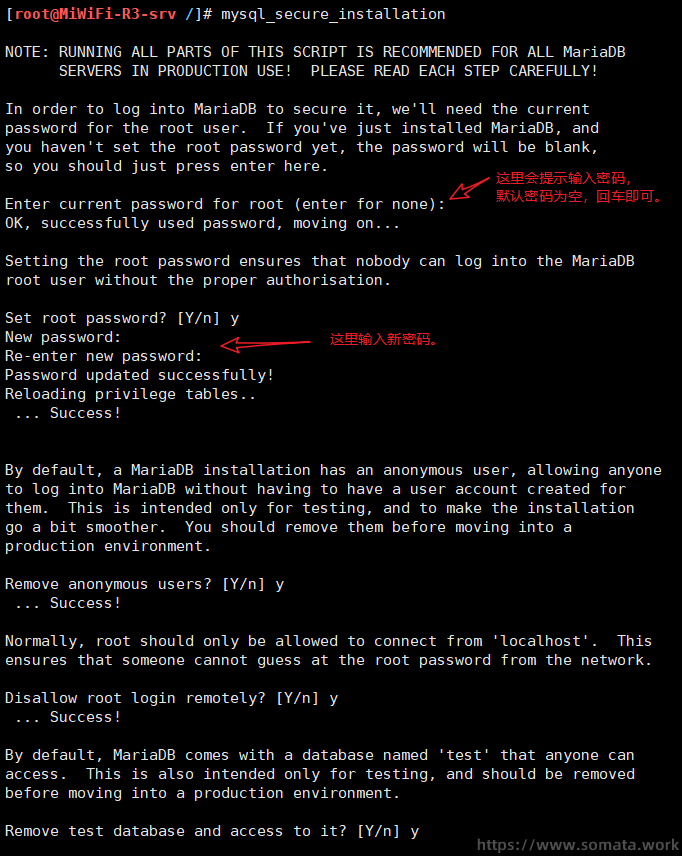 [root@MiWiFi-R3-srv /]# mysql_secure_installation
NOTE: RUNNING ALL PARTS OF THIS SCRIPT IS RECOMMENDED FOR ALL MariaDB
SERVERS IN PRODUCTION USE!  PLEASE READ EACH STEP CAREFULLY!
In order to log into MariaDB to secure it, we'll need the current
password for the root user.  If you've just installed MariaDB, and
you haven't set the root password yet, the password will be blank,
so you should just press enter here.
这里会提示输入密码，
默认密码为空，回车即可。
Enter current password for root (enter for none):
OK, successfully used password, moving on...
Setting the root password ensures that nobody can log into the MariaDB
root user without the proper authorisation.
Set root password? [Y/n] y
New password:
这里输入新密码。
Re-enter new password:
Password updated successfully!
Reloading privilege tables..
 ... Success!
By default, a MariaDB installation has an anonymous user, allowing anyone
to log into MariaDB without having to have a user account created for
them.  This is intended only for testing, and to make the installation
go a bit smoother.  You should remove them before moving into a
production environment.
Remove anonymous users? [Y/n] y
 ... Success!
Normally, root should only be allowed to connect from 'localhost'.  This
ensures that someone cannot guess at the root password from the network.
Disallow root login remotely? [Y/n] y
 ... Success!
By default, MariaDB comes with a database named 'test' that anyone can
access.  This is also intended only for testing, and should be removed
before moving into a production environment.
Remove test database and access to it? [Y/n] y
https://www.somata.work